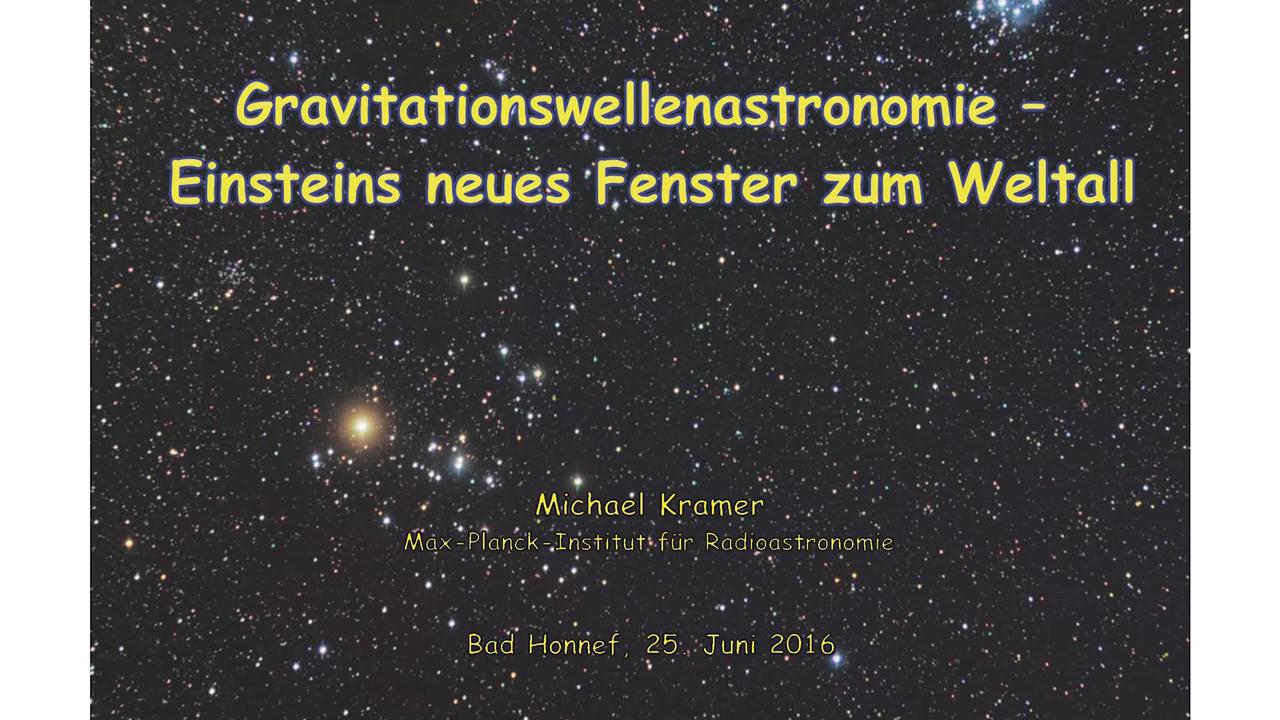 Gravitationswellenastronomie –
Einsteins neues Fenster zum Weltall
Michael Kramer
Max-Planck-Institut für Radioastronomie
Bad Honnef, 25. Juni 2016